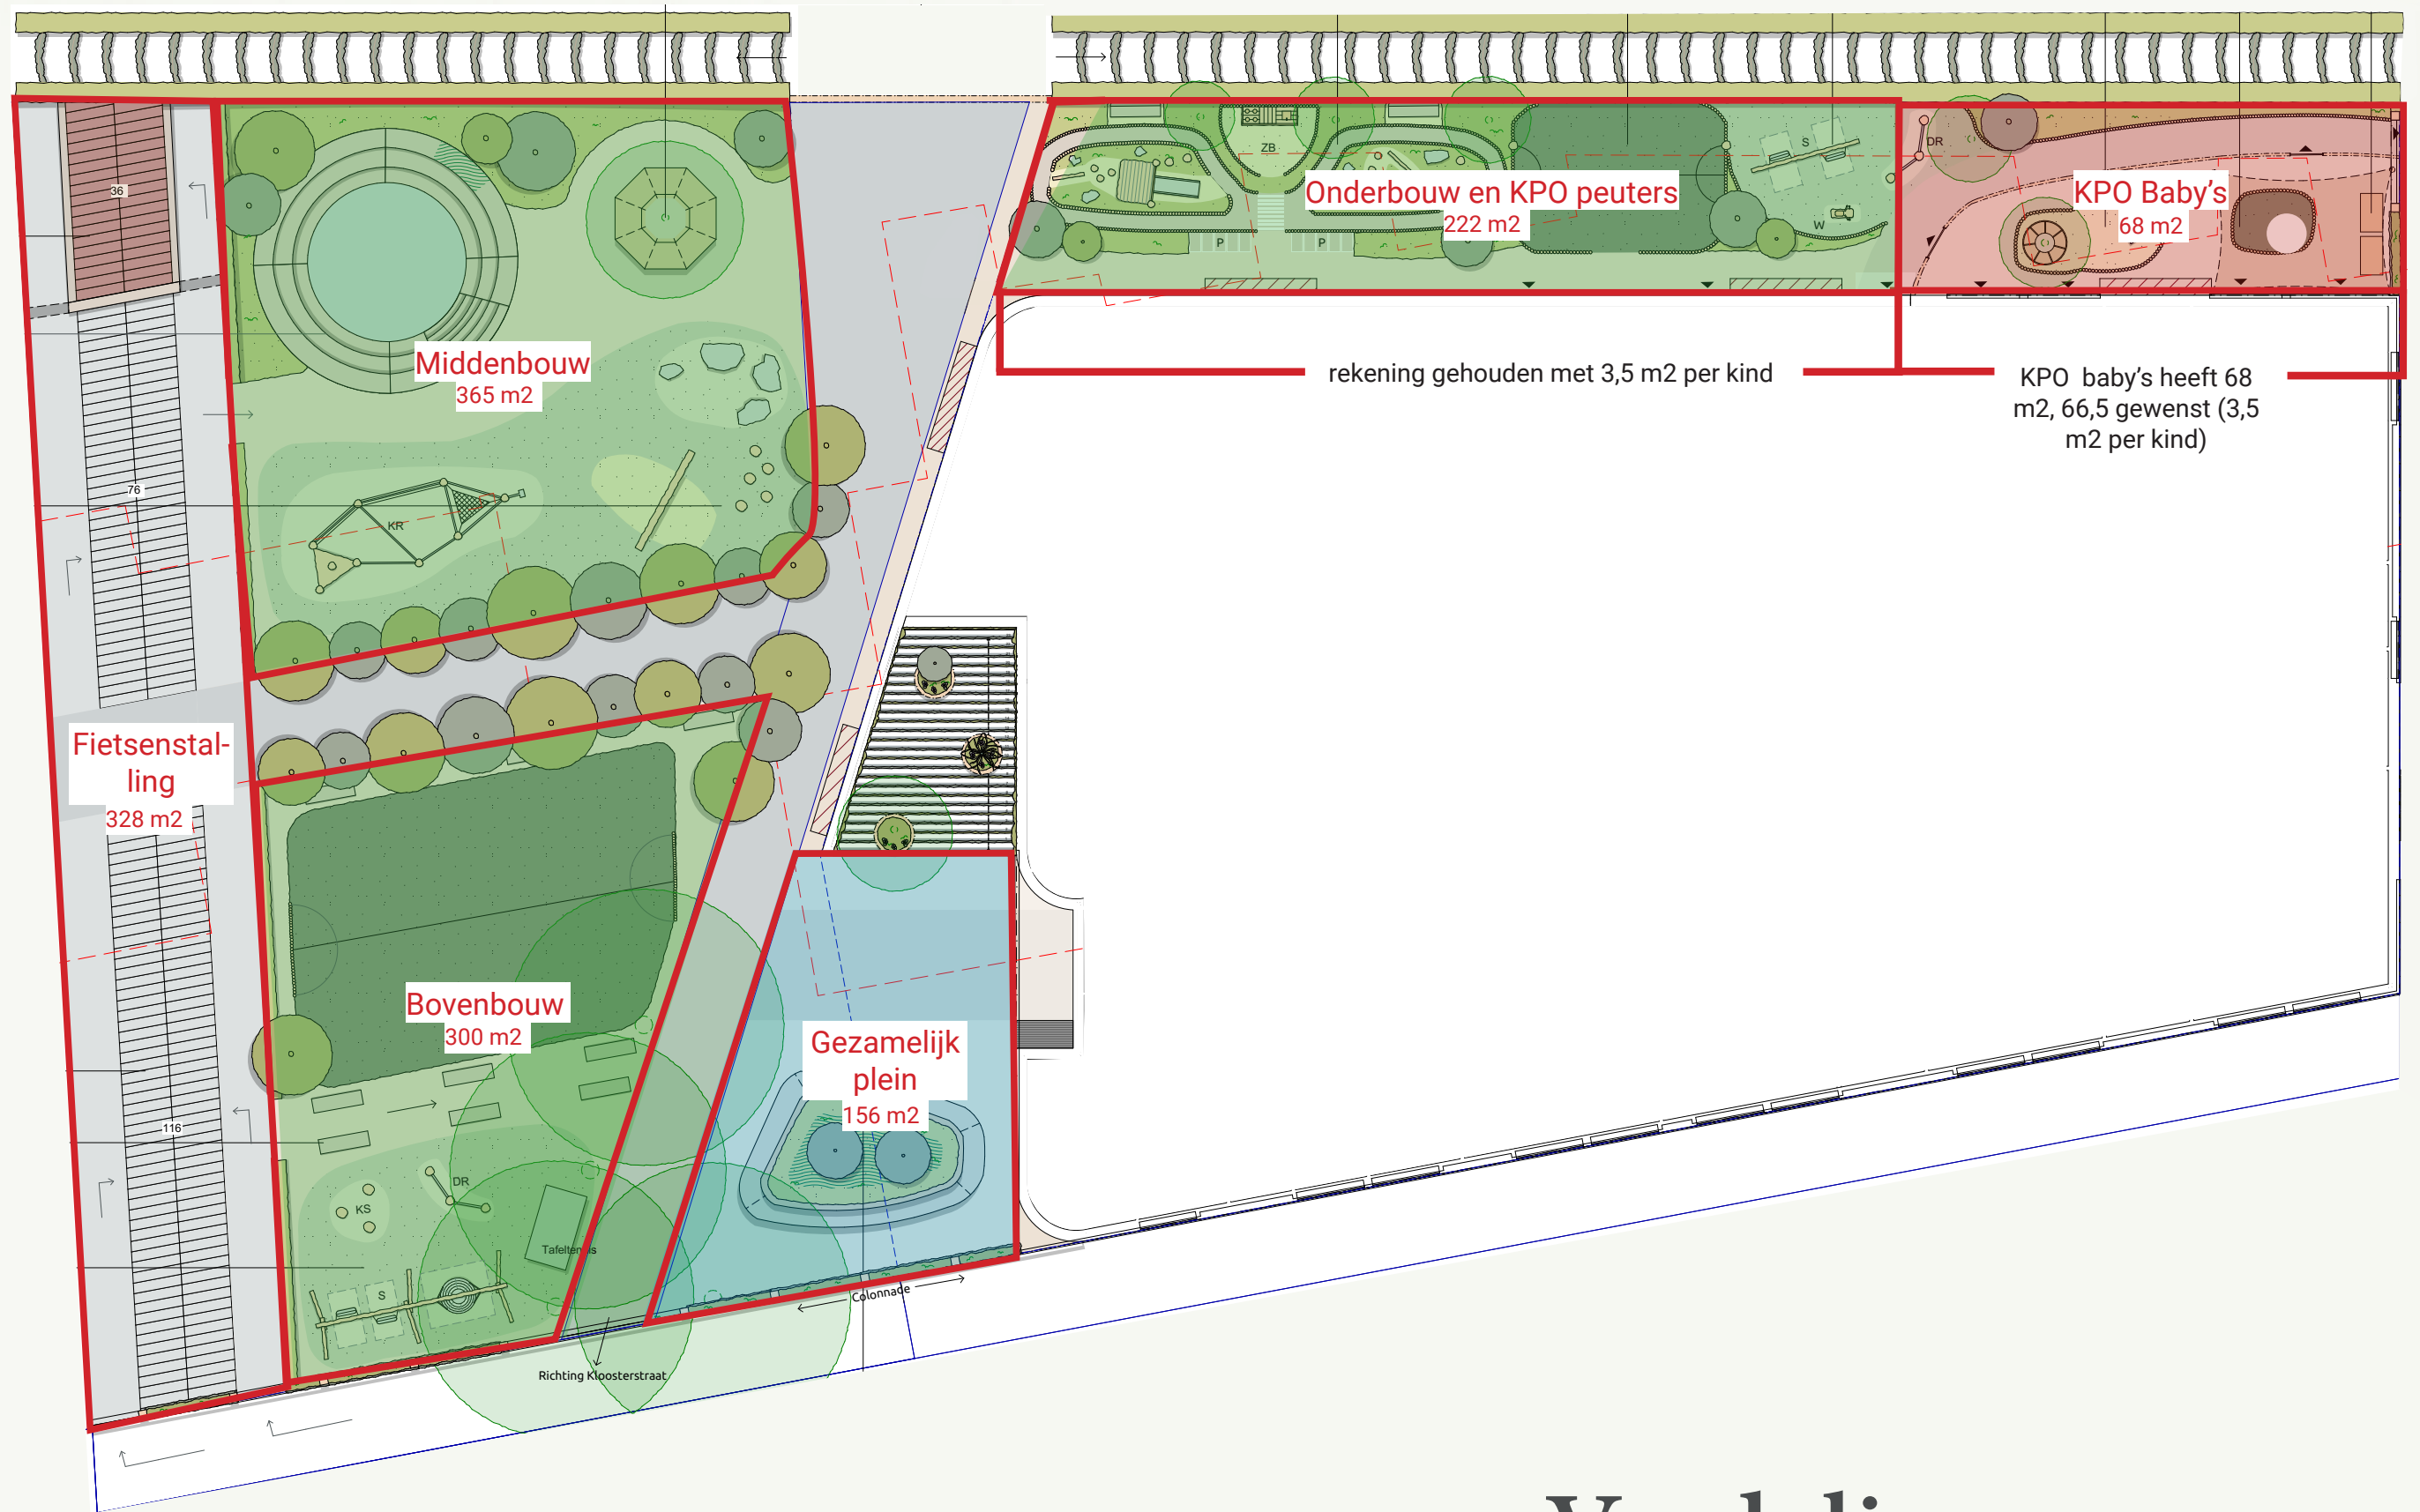 36
Middenbouw
365 m2
KR
76
Fietsenstal-
ling
328 m2
116
Bovenbouw
300 m2
DR
KS
Tafeltennis
S
Richting Kloosterstraat
Gezamelijk
plein
156 m2
Colonnade
ZB
S
Onderbouw en KPO peuters
222 m2
P
P
W
DR
KPO Baby's
68 m2
rekening gehouden met 3,5 m2 per kind
KPO baby's heeft 68
m2, 66,5 gewenst (3,5
m2 per kind)